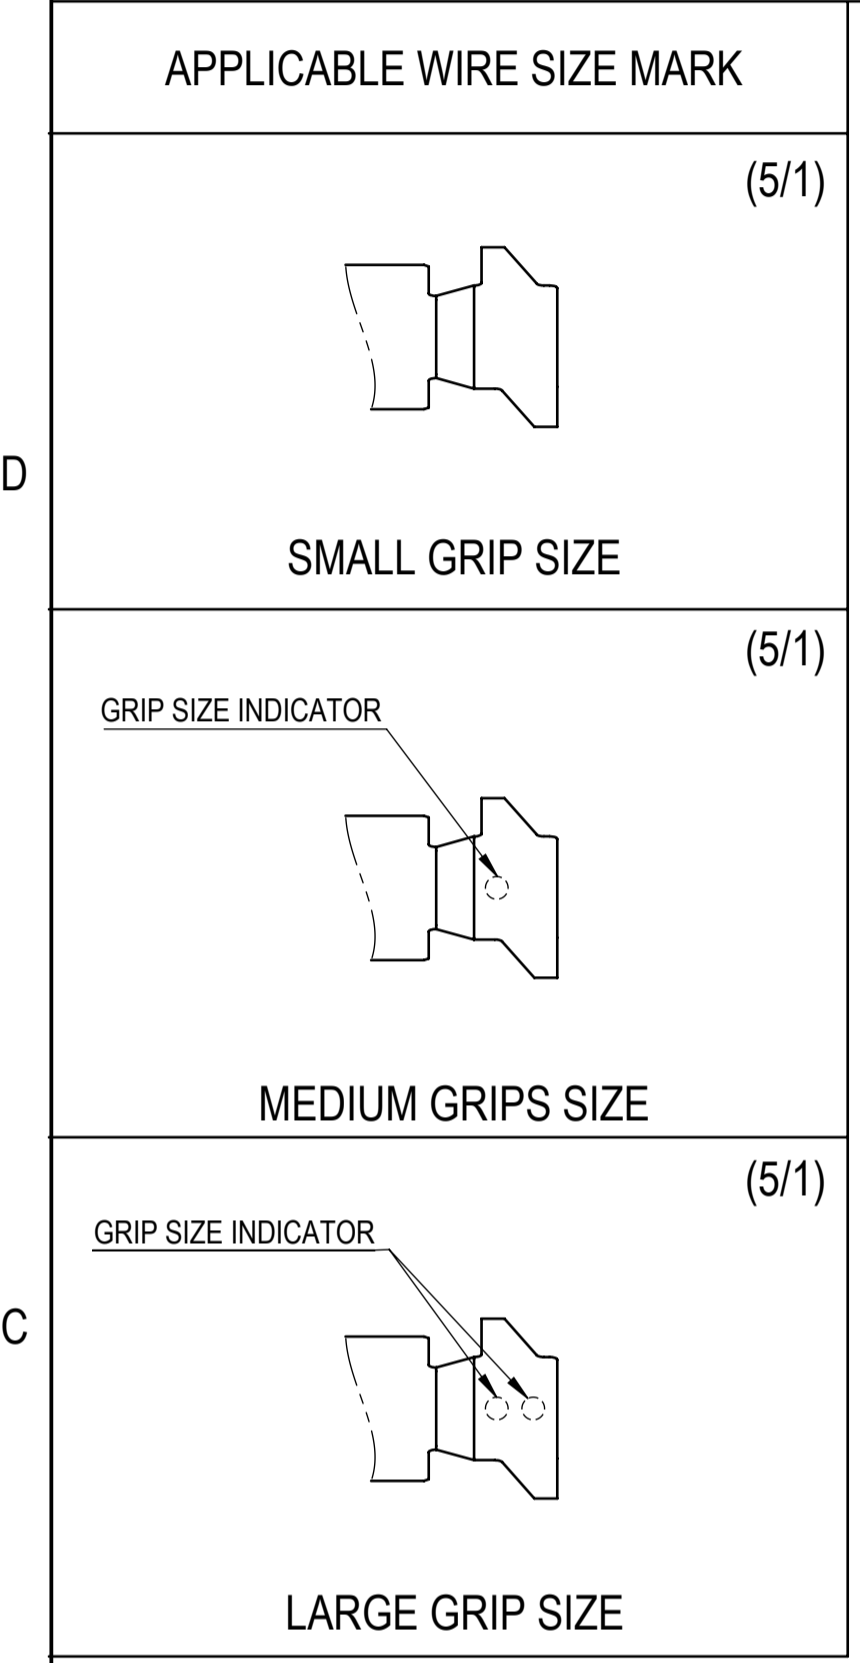 APPLICABLE WIRE SIZE MARK
(5/1)
D
SMALL GRIP SIZE
(5/1)
GRIP SIZE INDICATOR
MEDIUM GRIPS SIZE
(5/1)
GRIP SIZE INDICATOR
C
LARGE GRIP SIZE